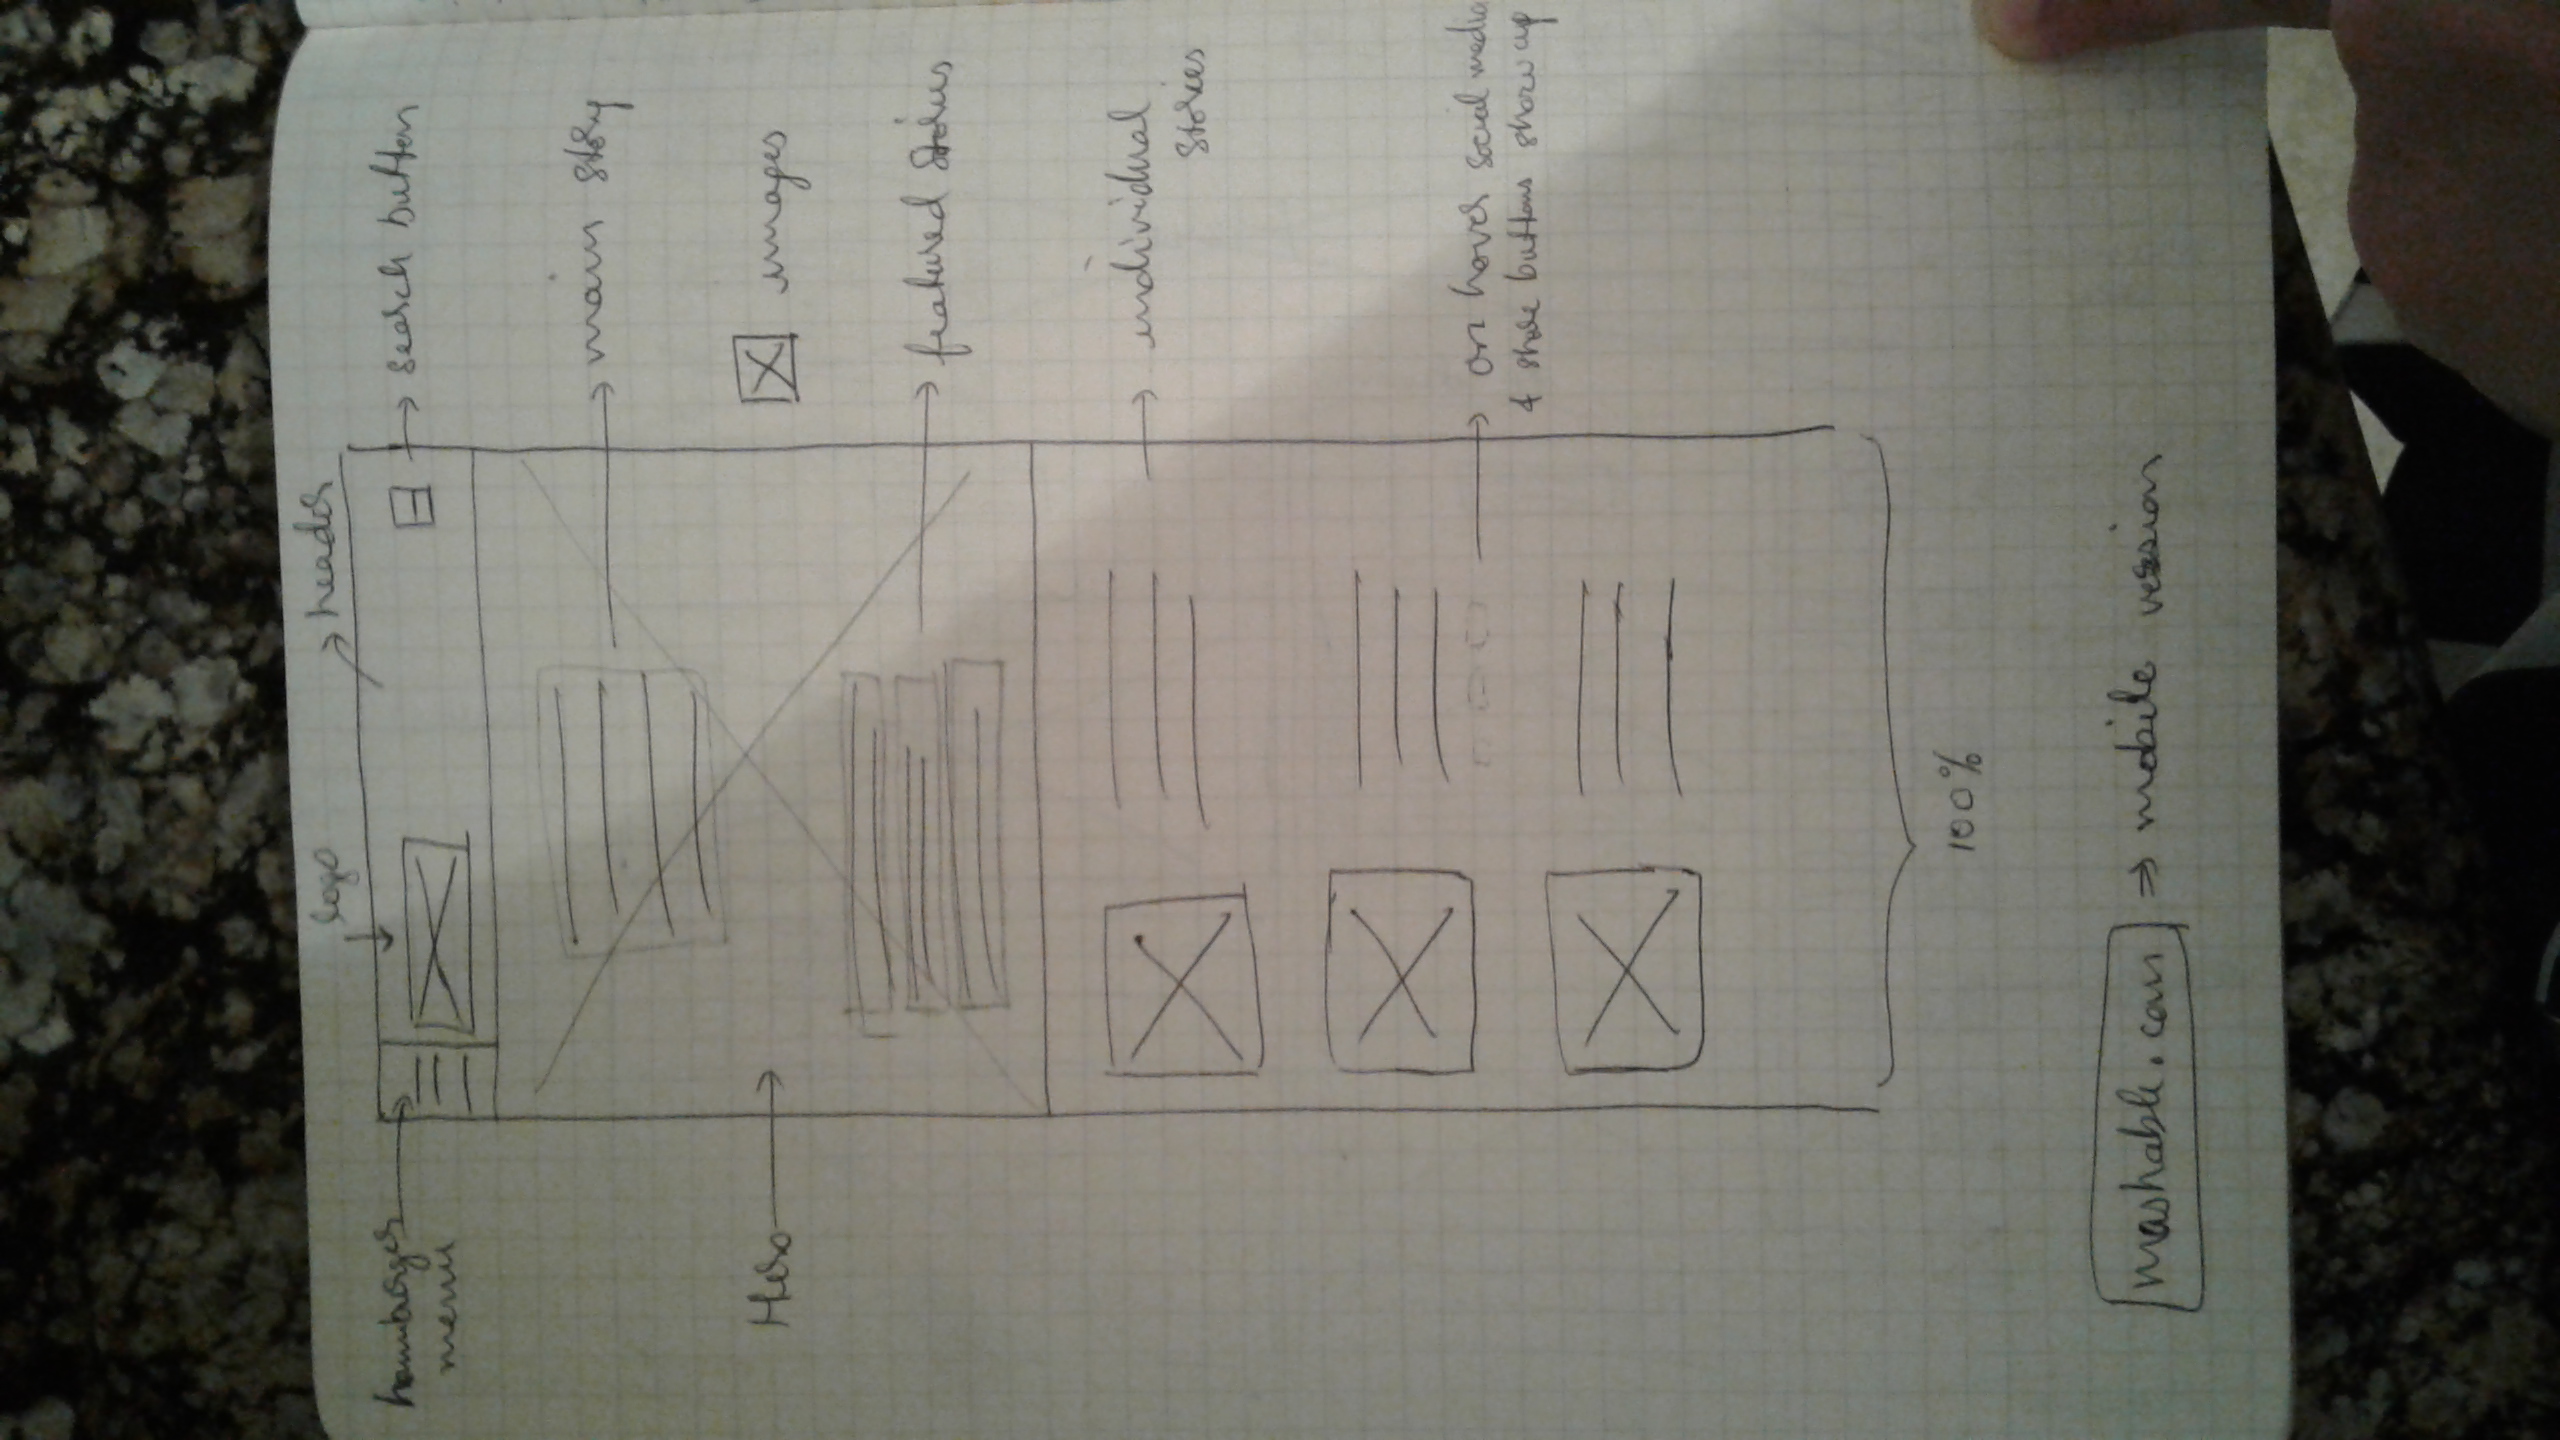 logo
header
hamburger
menu
search button
main story
Hero
images
featured stories
individual
stories
on hover social media
& share buttons show up
100%
mashable.com ⇒ mobile version